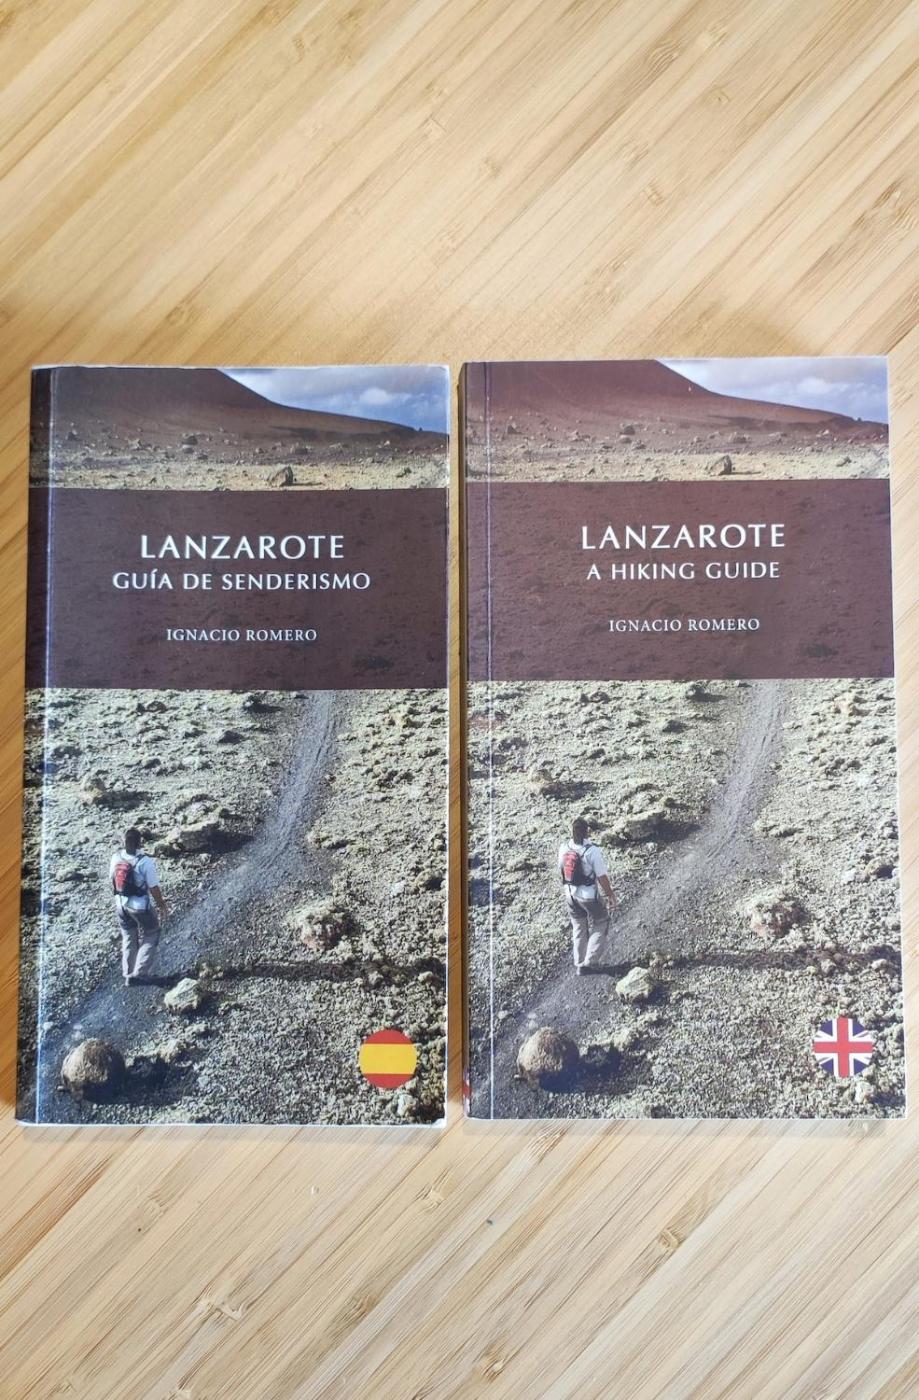 LANZAROTE
GUÍA DE SENDERISMO
IGNACIO ROMERO
LANZAROTE
A HIKING GUIDE
IGNACIO ROMERO